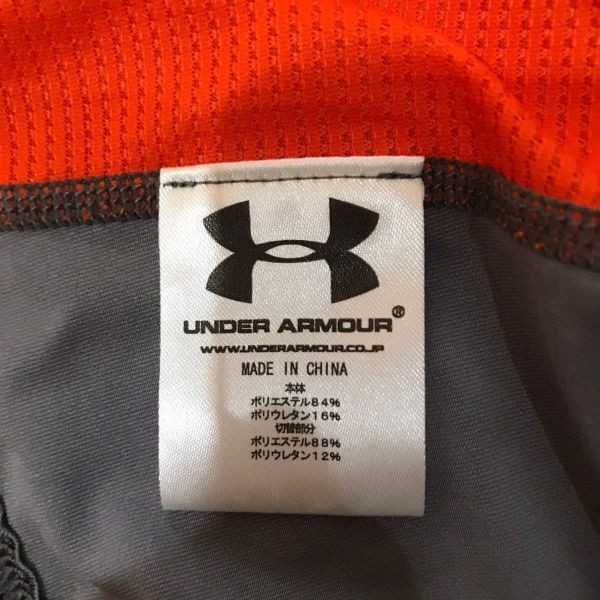 UNDER ARMOUR®
WWW.UNDERARMOUR.CO.JP
MADE IN CHINA
本体
ポリエステル84%
ポリウレタン16%
切替部分
ポリエステル88%
ポリウレタン12%